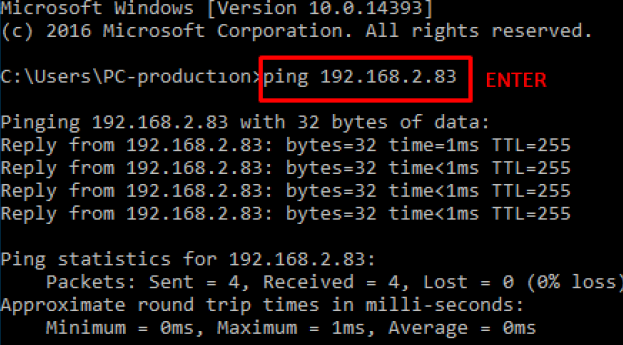 Microsoft Windows [Version 10.0.14393]
(c) 2016 Microsoft Corporation. All rights reserved.
C:\Users\PC-production>ping 192.168.2.83 ENTER
Pinging 192.168.2.83 with 32 bytes of data:
Reply from 192.168.2.83: bytes=32 time=1ms TTL=255
Reply from 192.168.2.83: bytes=32 time<1ms TTL=255
Reply from 192.168.2.83: bytes=32 time<1ms TTL=255
Reply from 192.168.2.83: bytes=32 time<1ms TTL=255
Ping statistics for 192.168.2.83:
Packets: Sent = 4, Received = 4, Lost = 0 (0% loss)
Approximate round trip times in milli-seconds:
Minimum = 0ms, Maximum = 1ms, Average = 0ms